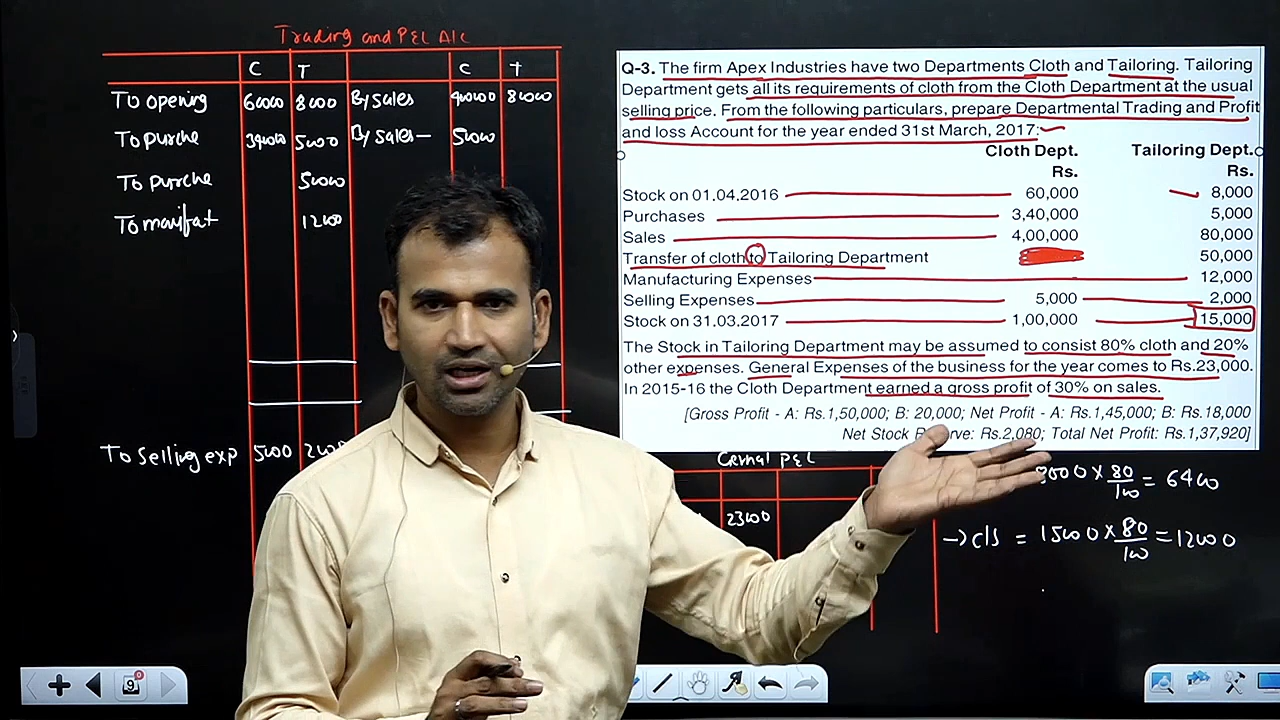 Trading and P&L A/c
C T C T
To opening 60000 8000 By Sales 400000 80000
To purche 340000 5000 By Sales — 50000
To purche 50000
To manufat 12000
To Selling exp 5000
Q-3. The firm Apex Industries have two Departments Cloth and Tailoring. Tailoring
Department gets all its requirements of cloth from the Cloth Department at the usual
selling price. From the following particulars, prepare Departmental Trading and Profit
and loss Account for the year ended 31st March, 2017:
Cloth Dept. Tailoring Dept.
Rs. Rs.
Stock on 01.04.2016 60,000 8,000
Purchases 3,40,000 5,000
Sales 4,00,000 80,000
Transfer of cloth to Tailoring Department 50,000
Manufacturing Expenses 12,000
Selling Expenses 5,000 2,000
Stock on 31.03.2017 1,00,000 15,000
The Stock in Tailoring Department may be assumed to consist 80% cloth and 20%
other expenses. General Expenses of the business for the year comes to Rs.23,000.
In 2015-16 the Cloth Department earned a gross profit of 30% on sales.
[Gross Profit - A: Rs.1,50,000; B: 20,000; Net Profit - A: Rs.1,45,000; B: Rs.18,000
Net Stock Rs.2,080; Total Net Profit: Rs.1,37,920]
P&L
23000
80/100 = 6400
→ C/S = 15000 × 80/100 = 12000
9